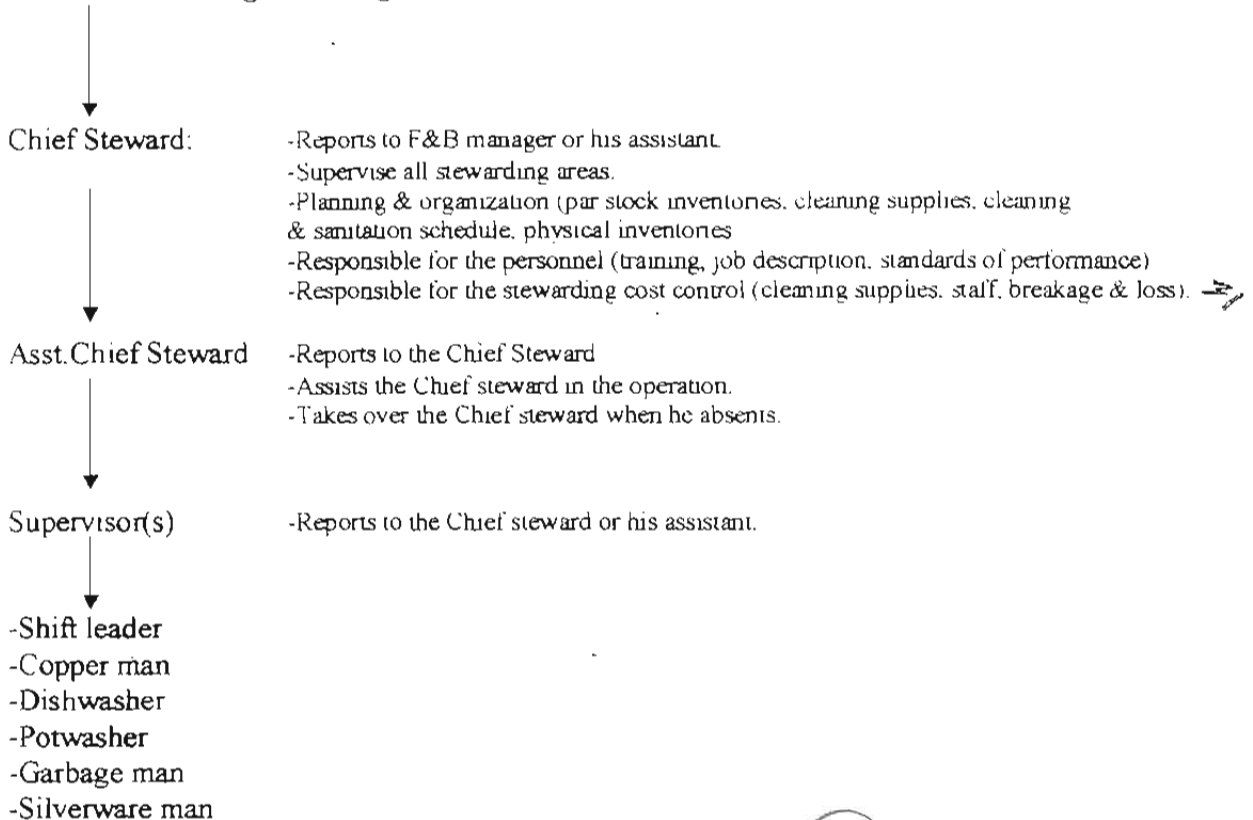 Chief Steward: -Reports to F&B manager or his assistant.
-Supervise all stewarding areas.
-Planning & organization (par stock inventories, cleaning supplies, cleaning
& sanitation schedule, physical inventories
-Responsible for the personnel (training, job description, standards of performance)
-Responsible for the stewarding cost control (cleaning supplies, staff, breakage & loss).
Asst.Chief Steward -Reports to the Chief Steward
-Assists the Chief steward in the operation.
-Takes over the Chief steward when he absents.
Supervisor(s) -Reports to the Chief steward or his assistant.
-Shift leader
-Copper man
-Dishwasher
-Potwasher
-Garbage man
-Silverware man